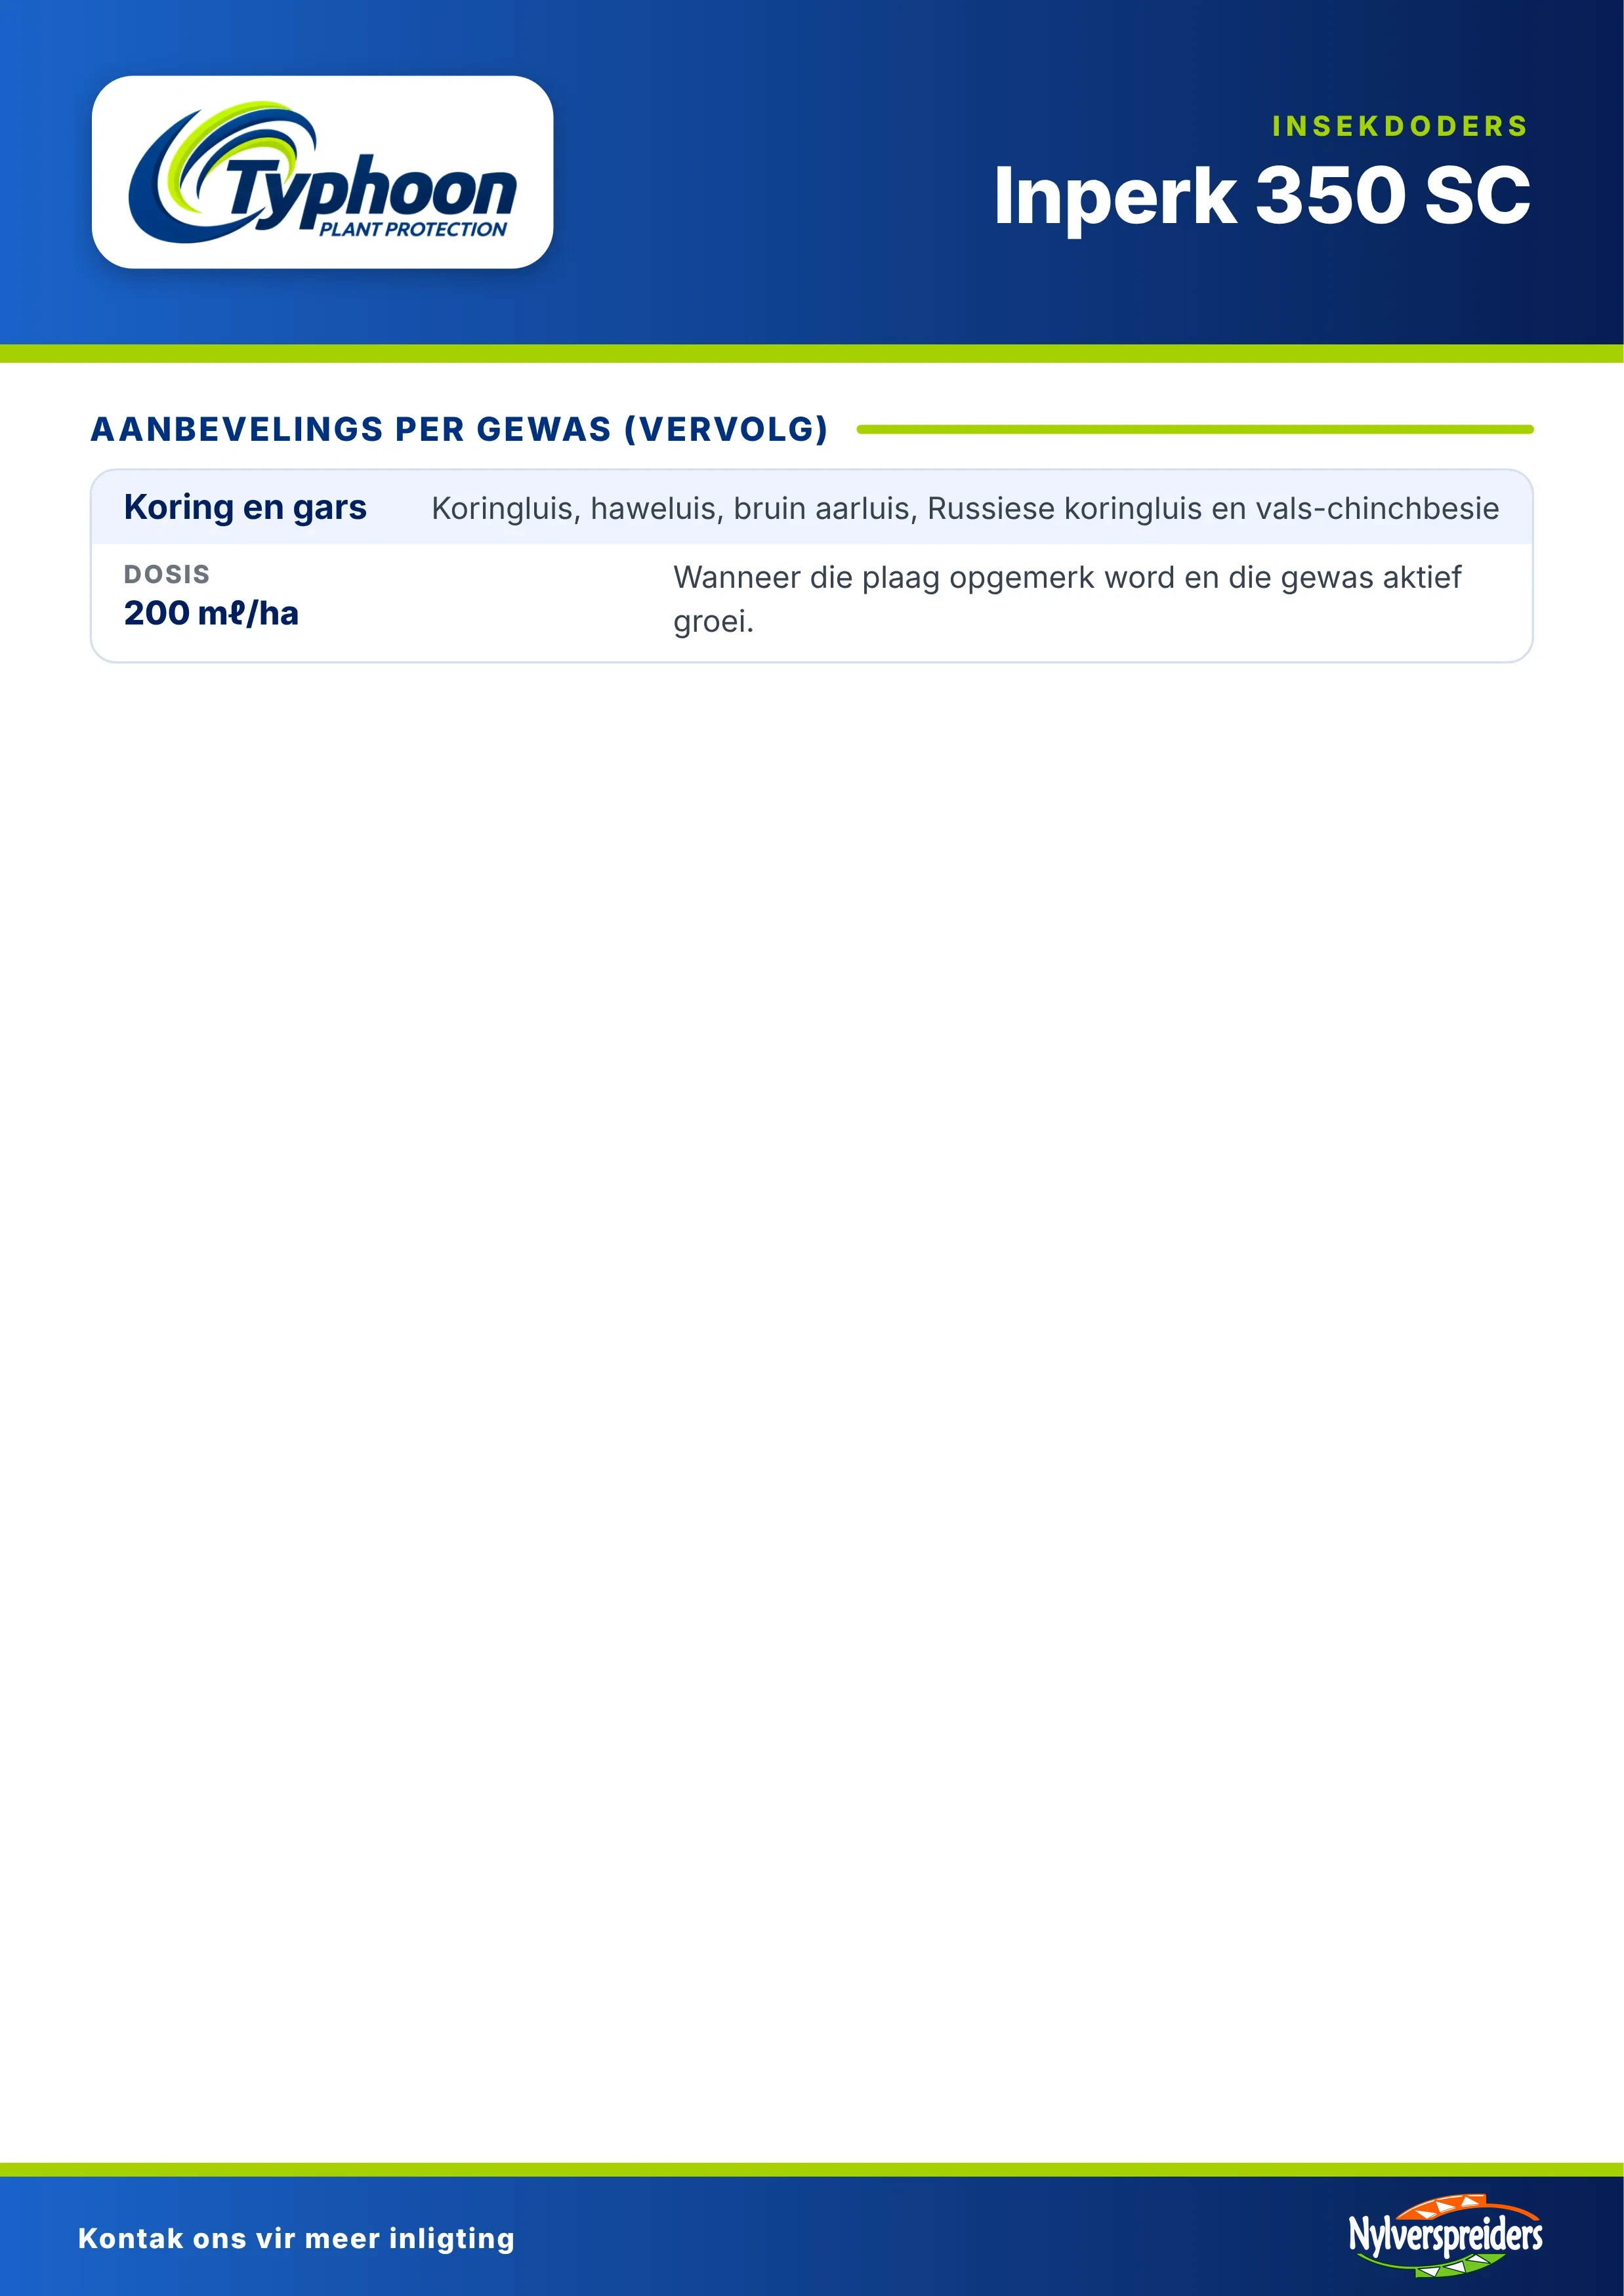 Typhoon
PLANT PROTECTION
INSEKDODERS
Inperk 350 SC
AANBEVELINGS PER GEWAS (VERVOLG)
Koring en gars
Koringluis, haweluis, bruin aarluis, Russiese koringluis en vals-chinchbesie
DOSIS
200 mℓ/ha
Wanneer die plaag opgemerk word en die gewas aktief
groei.
Kontak ons vir meer inligting
Nylverspreiders